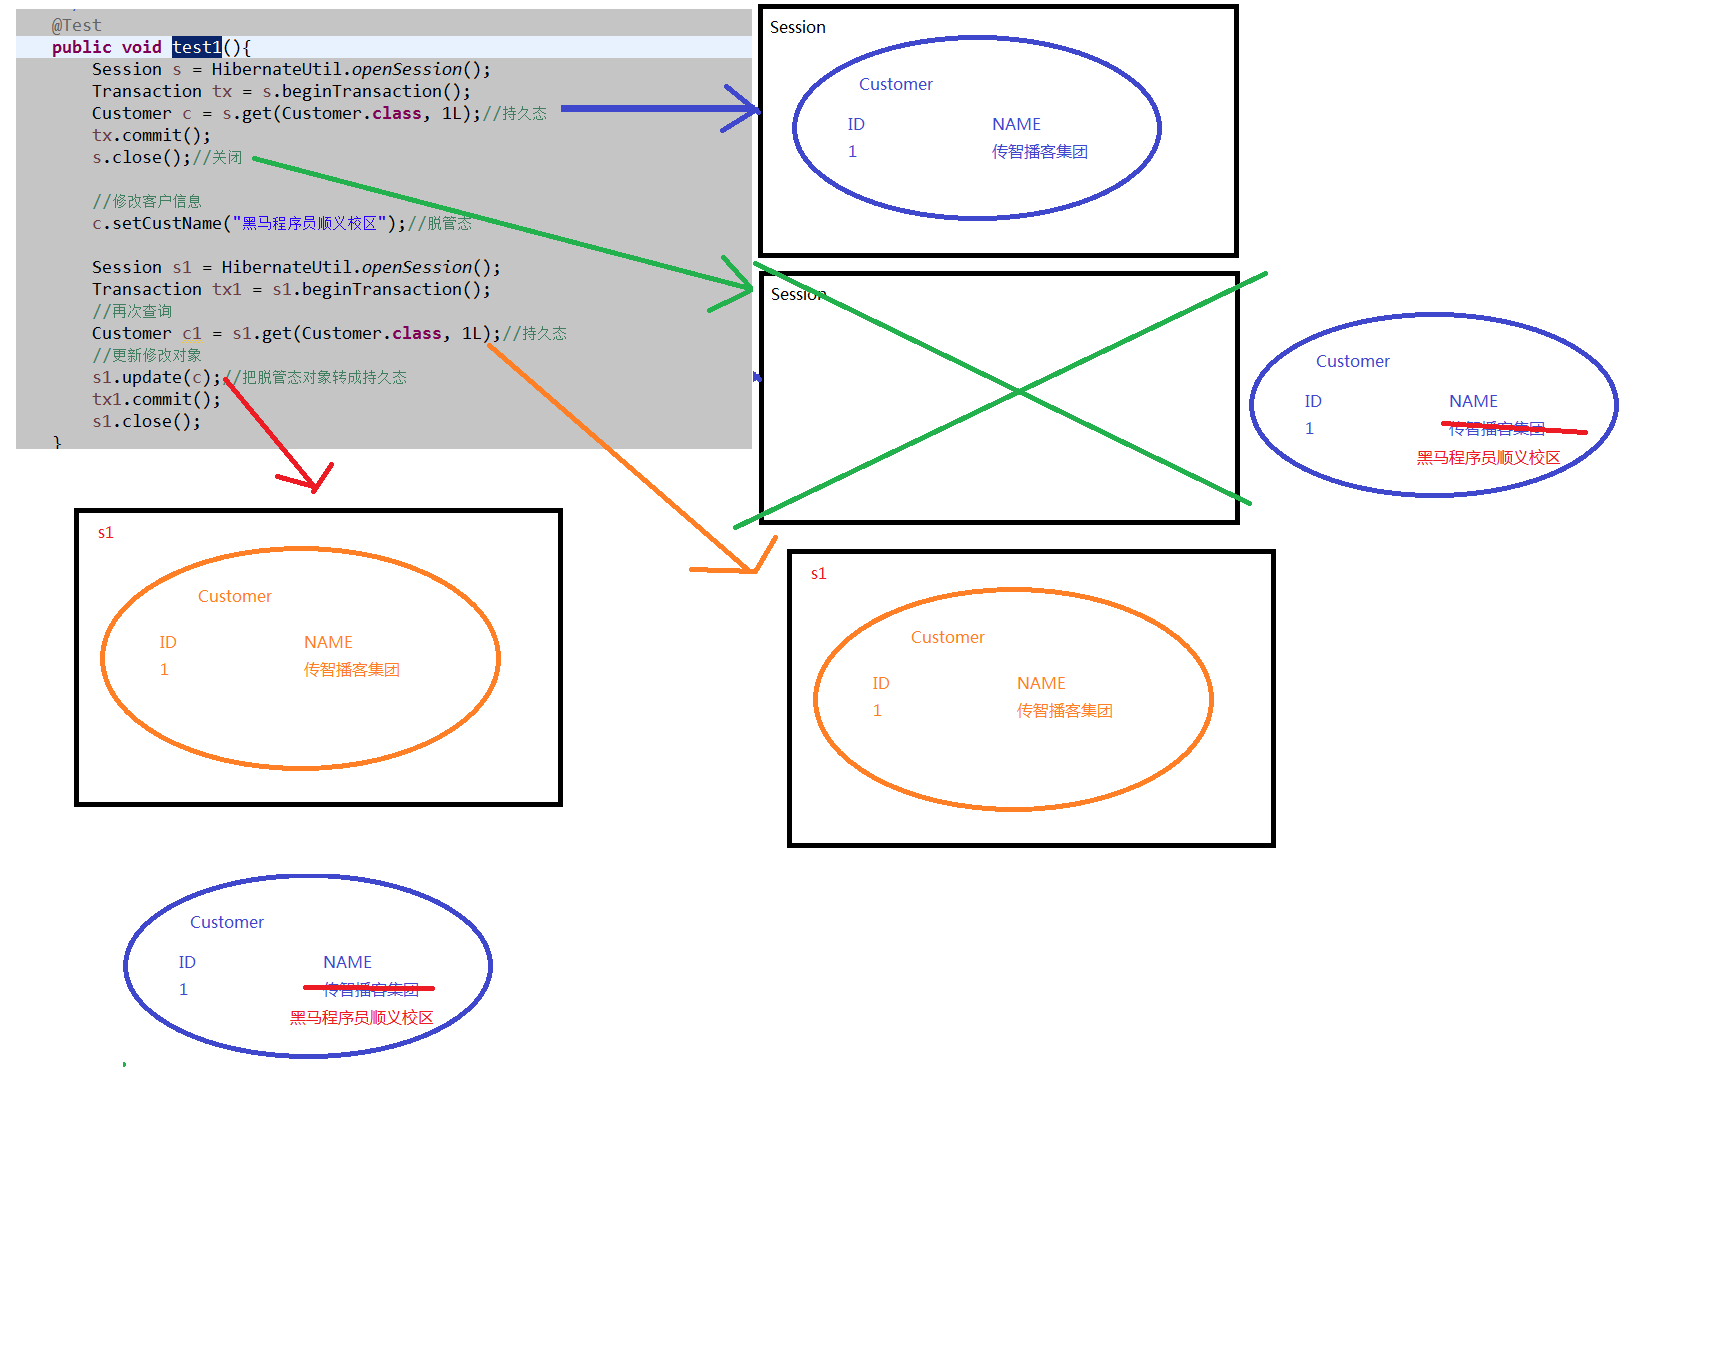 @Test
public void test1(){
Session s = HibernateUtil.openSession();
Transaction tx = s.beginTransaction();
Customer c = s.get(Customer.class, 1L);//持久态
tx.commit();
s.close();//关闭
//修改客户信息
c.setCustName("黑马程序员顺义校区");//脱管态
Session s1 = HibernateUtil.openSession();
Transaction tx1 = s1.beginTransaction();
//再次查询
Customer c1 = s1.get(Customer.class, 1L);//持久态
//更新修改对象
s1.update(c);//把脱管态对象转成持久态
tx1.commit();
s1.close();
}
Session
Customer
ID NAME
1 传智播客集团
Session
Customer
ID NAME
1 传智播客集团
黑马程序员顺义校区
s1
Customer
ID NAME
1 传智播客集团
s1
Customer
ID NAME
1 传智播客集团
Customer
ID NAME
1 传智播客集团
黑马程序员顺义校区